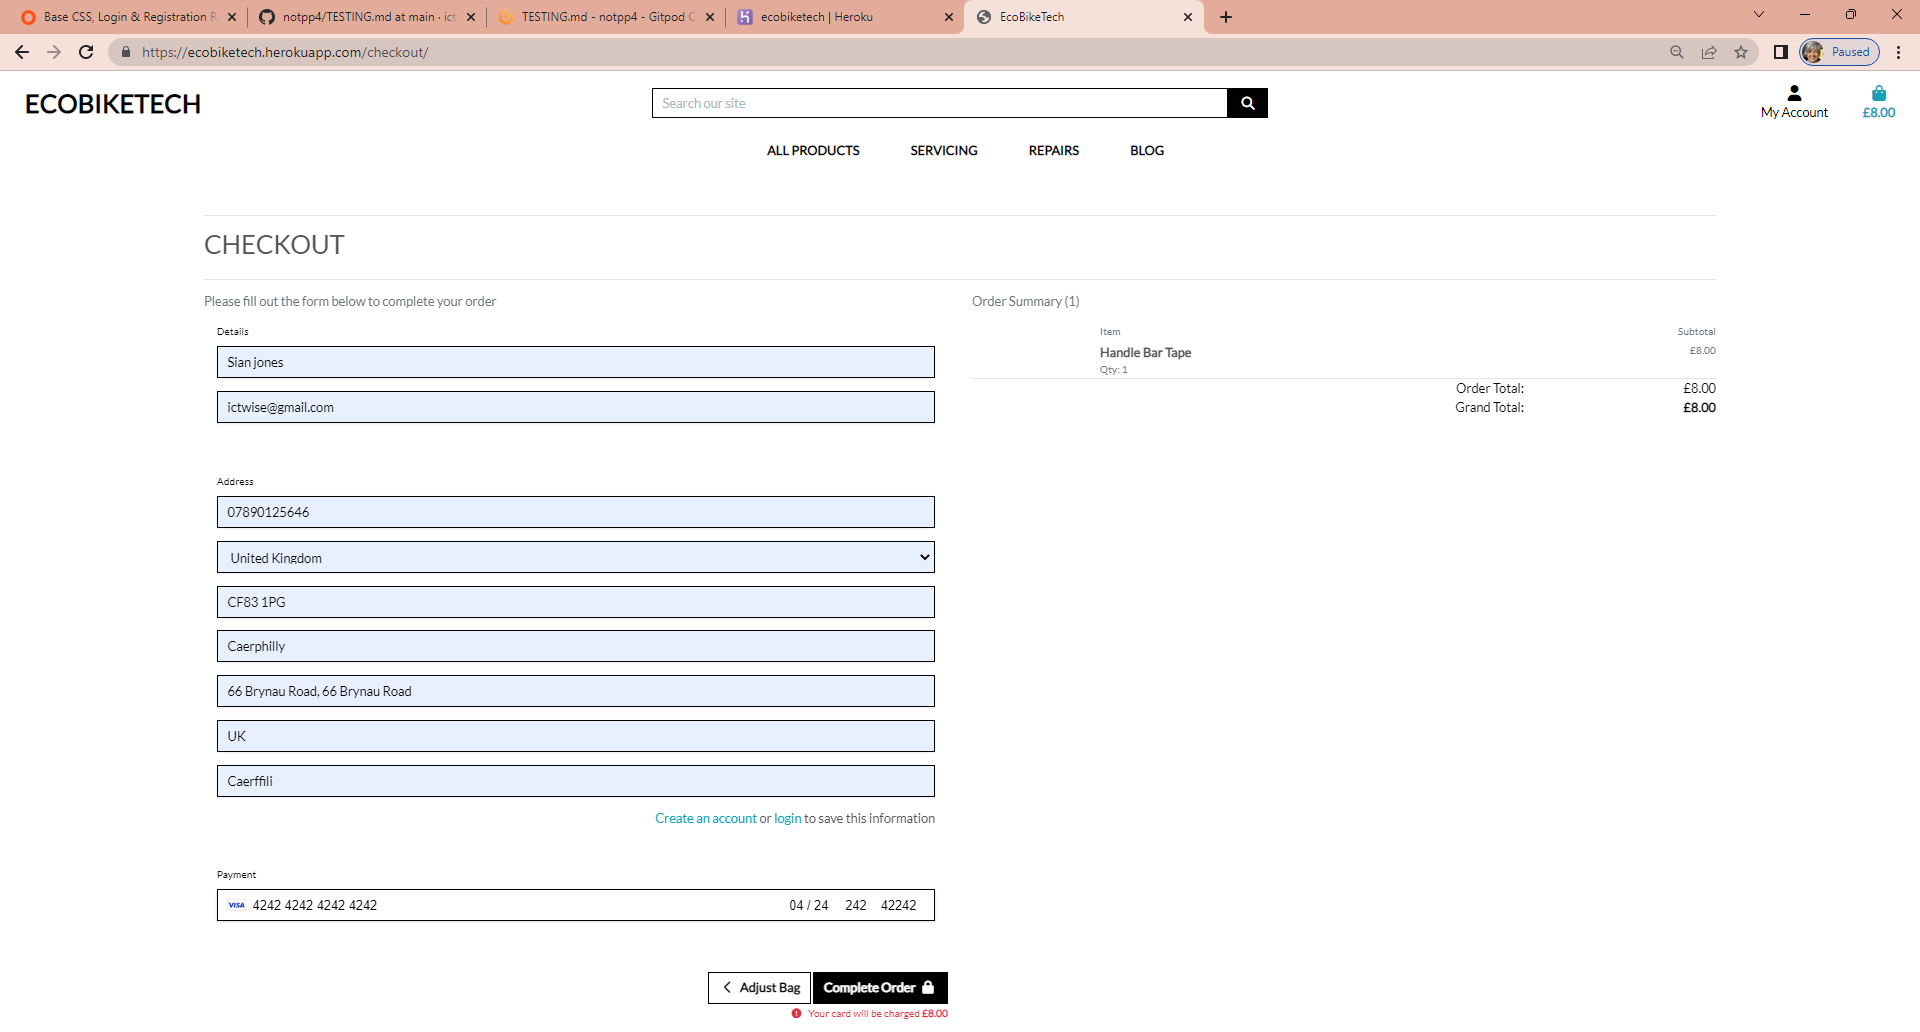 Base CSS, Login & Registration R
notpp4/TESTING.md at main · ict
TESTING.md - notpp4 - Gitpod C
ecobiketech | Heroku
EcoBikeTech
https://ecobiketech.herokuapp.com/checkout/
Paused
ECOBIKETECH
Search our site
My Account
£8.00
ALL PRODUCTS
SERVICING
REPAIRS
BLOG
CHECKOUT
Please fill out the form below to complete your order
Order Summary (1)
Details
Item
Subtotal
Sian jones
Handle Bar Tape
£8.00
Qty: 1
Order Total:
£8.00
ictwise@gmail.com
Grand Total:
£8.00
Address
07890125646
United Kingdom
CF83 1PG
Caerphilly
66 Brynau Road, 66 Brynau Road
UK
Caerffili
Create an account or login to save this information
Payment
VISA 4242 4242 4242 4242 04 / 24 242 42242
Adjust Bag
Complete Order
Your card will be charged £8.00